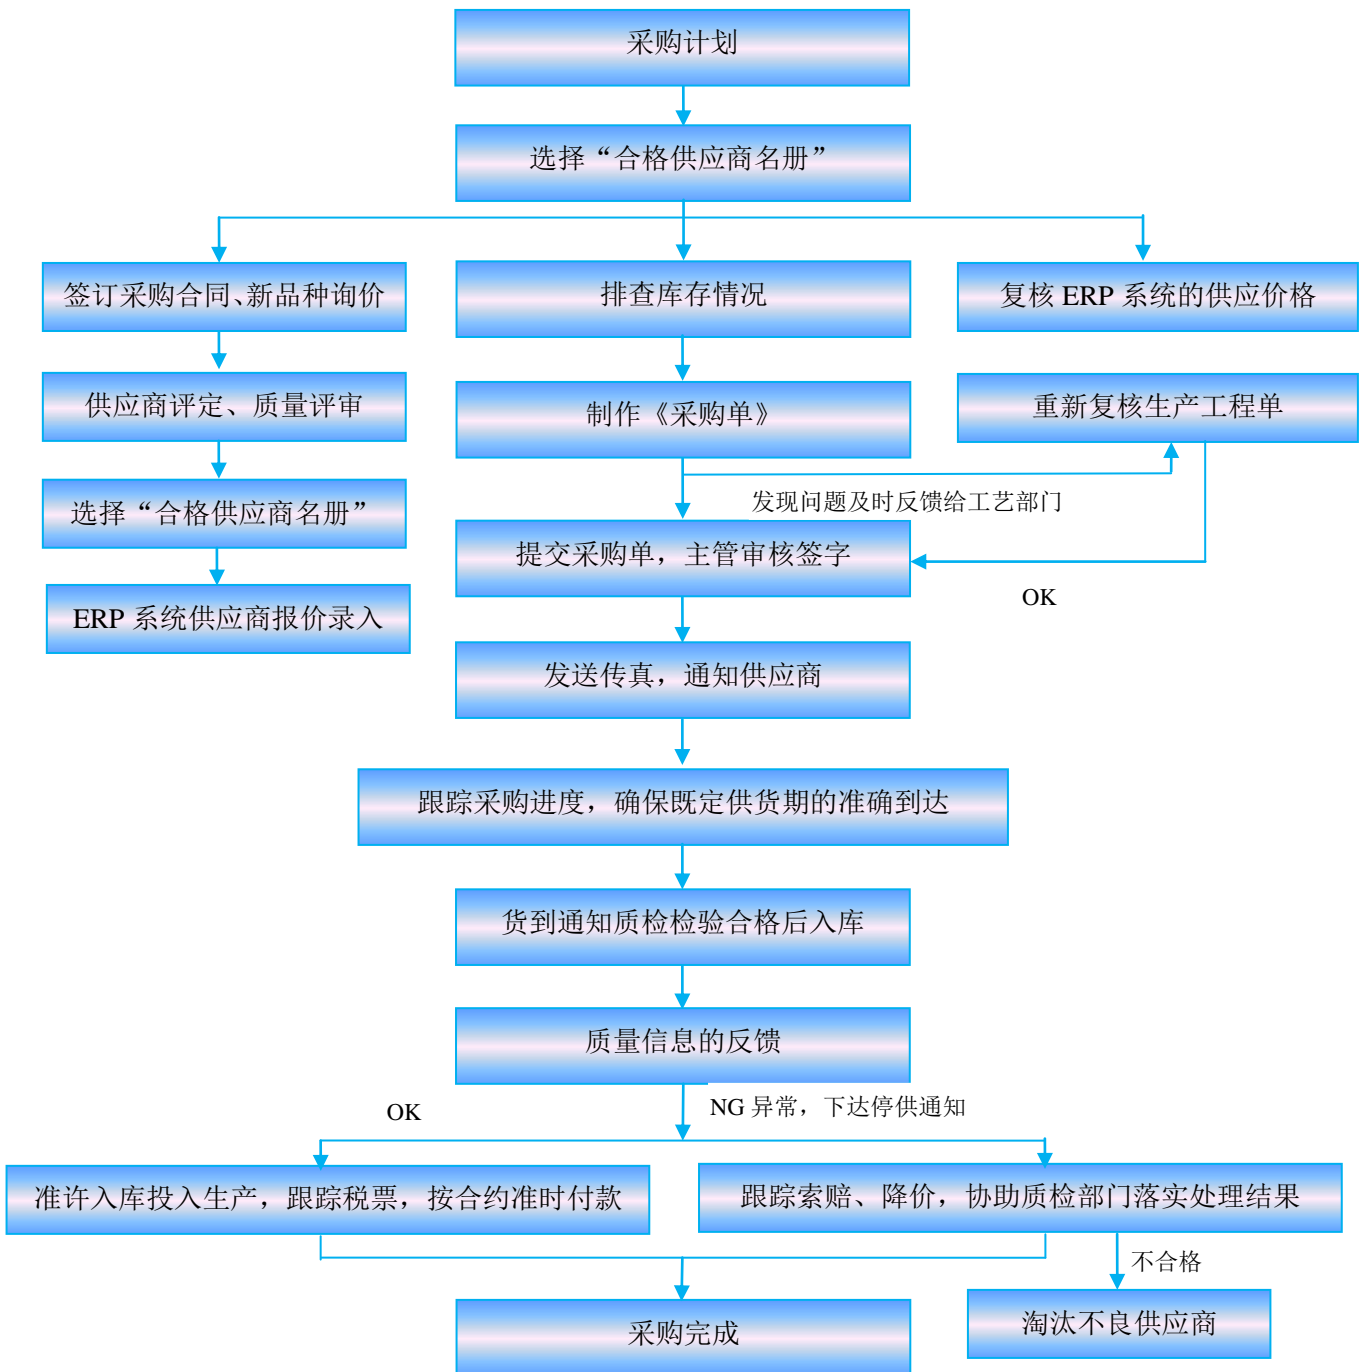 采购计划
选择“合格供应商名册”
签订采购合同、新品种询价
排查库存情况
复核 ERP 系统的供应价格
供应商评定、质量评审
制作《采购单》
重新复核生产工程单
选择“合格供应商名册”
发现问题及时反馈给工艺部门
提交采购单，主管审核签字
OK
ERP 系统供应商报价录入
发送传真，通知供应商
跟踪采购进度，确保既定供货期的准确到达
货到通知质检检验合格后入库
质量信息的反馈
OK
NG 异常，下达停供通知
准许入库投入生产，跟踪税票，按合约准时付款
跟踪索赔、降价，协助质检部门落实处理结果
不合格
采购完成
淘汰不良供应商